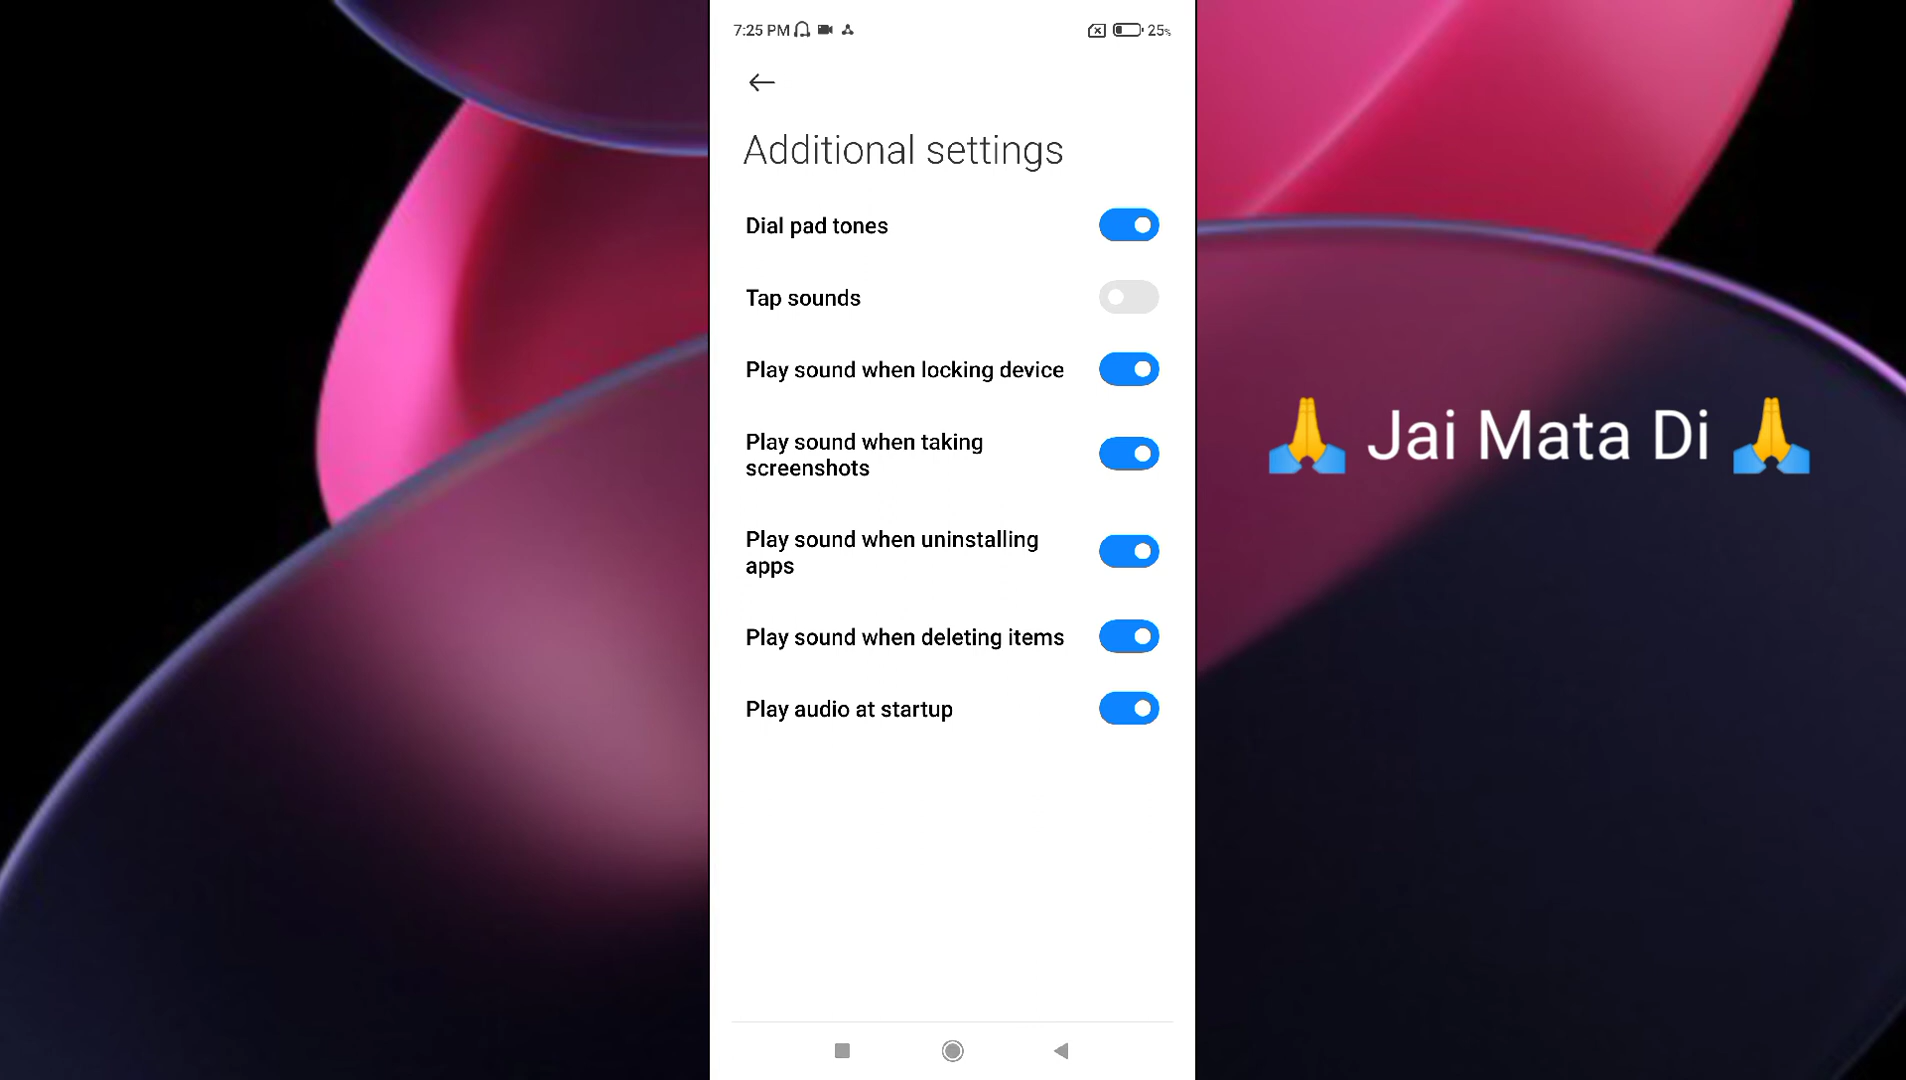 7:25 PM
25%
Additional settings
Dial pad tones
Tap sounds
Play sound when locking device
Play sound when taking
screenshots
Play sound when uninstalling
apps
Play sound when deleting items
Play audio at startup
🙏 Jai Mata Di 🙏